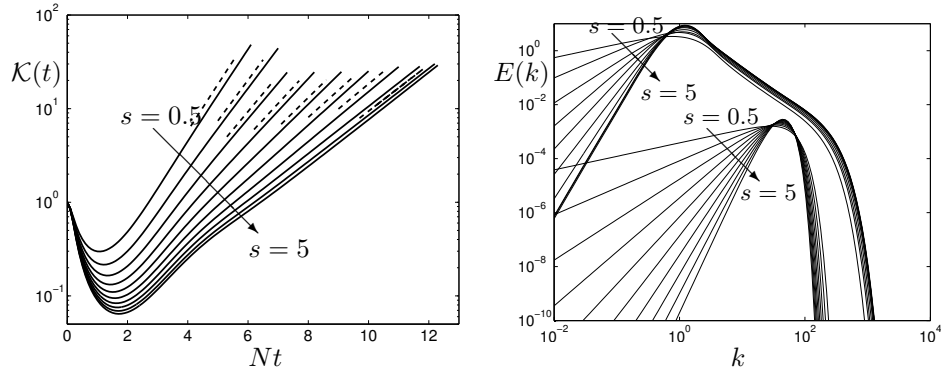 10^2
K(t)
10^1
s = 0.5
10^0
s = 5
10^{-1}
0 2 4 6 8 10 12
Nt
s = 0.5
10^0
E(k)
s = 5
10^{-2}
s = 0.5
10^{-4}
s = 5
10^{-6}
10^{-8}
10^{-10}
10^{-2} 10^0 10^2 10^4
k